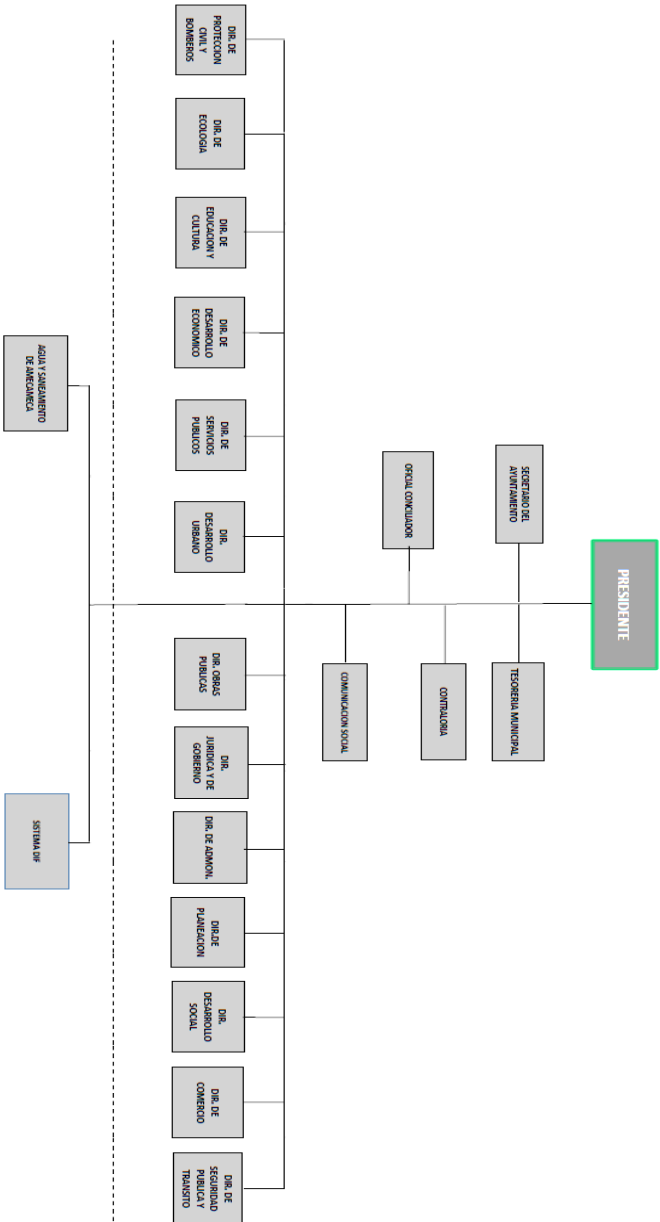 PRESIDENTE
SECRETARIO DEL
AYUNTAMIENTO
TESORERIA MUNICIPAL
OFICIAL CONCILIADOR
CONTRALORIA
COMUNICACION SOCIAL
DIR. DE
PROTECCION
CIVIL Y
BOMBEROS
DIR. DE
ECOLOGIA
DIR. DE
EDUCACION Y
CULTURA
DIR. DE
DESARROLLO
ECONOMICO
DIR. DE
SERVICIOS
PUBLICOS
DIR.
DESARROLLO
URBANO
DIR. OBRAS
PUBLICAS
DIR.
JURIDICA Y DE
GOBIERNO
DIR. DE ADMON.
DIR.DE
PLANEACION
DIR.
DESARROLLO
SOCIAL
DIR. DE
COMERCIO
DIR. DE
SEGURIDAD
PUBLICA Y
TRANSITO
AGUA Y SANEAMIENTO
DE AMECAMECA
SISTEMA DIF